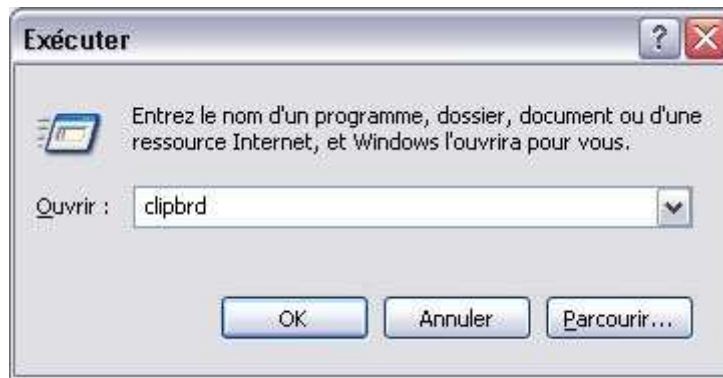 Exécuter
Entrez le nom d'un programme, dossier, document ou d'une
ressource Internet, et Windows l'ouvrira pour vous.
Ouvrir : clipbrd
OK Annuler Parcourir...